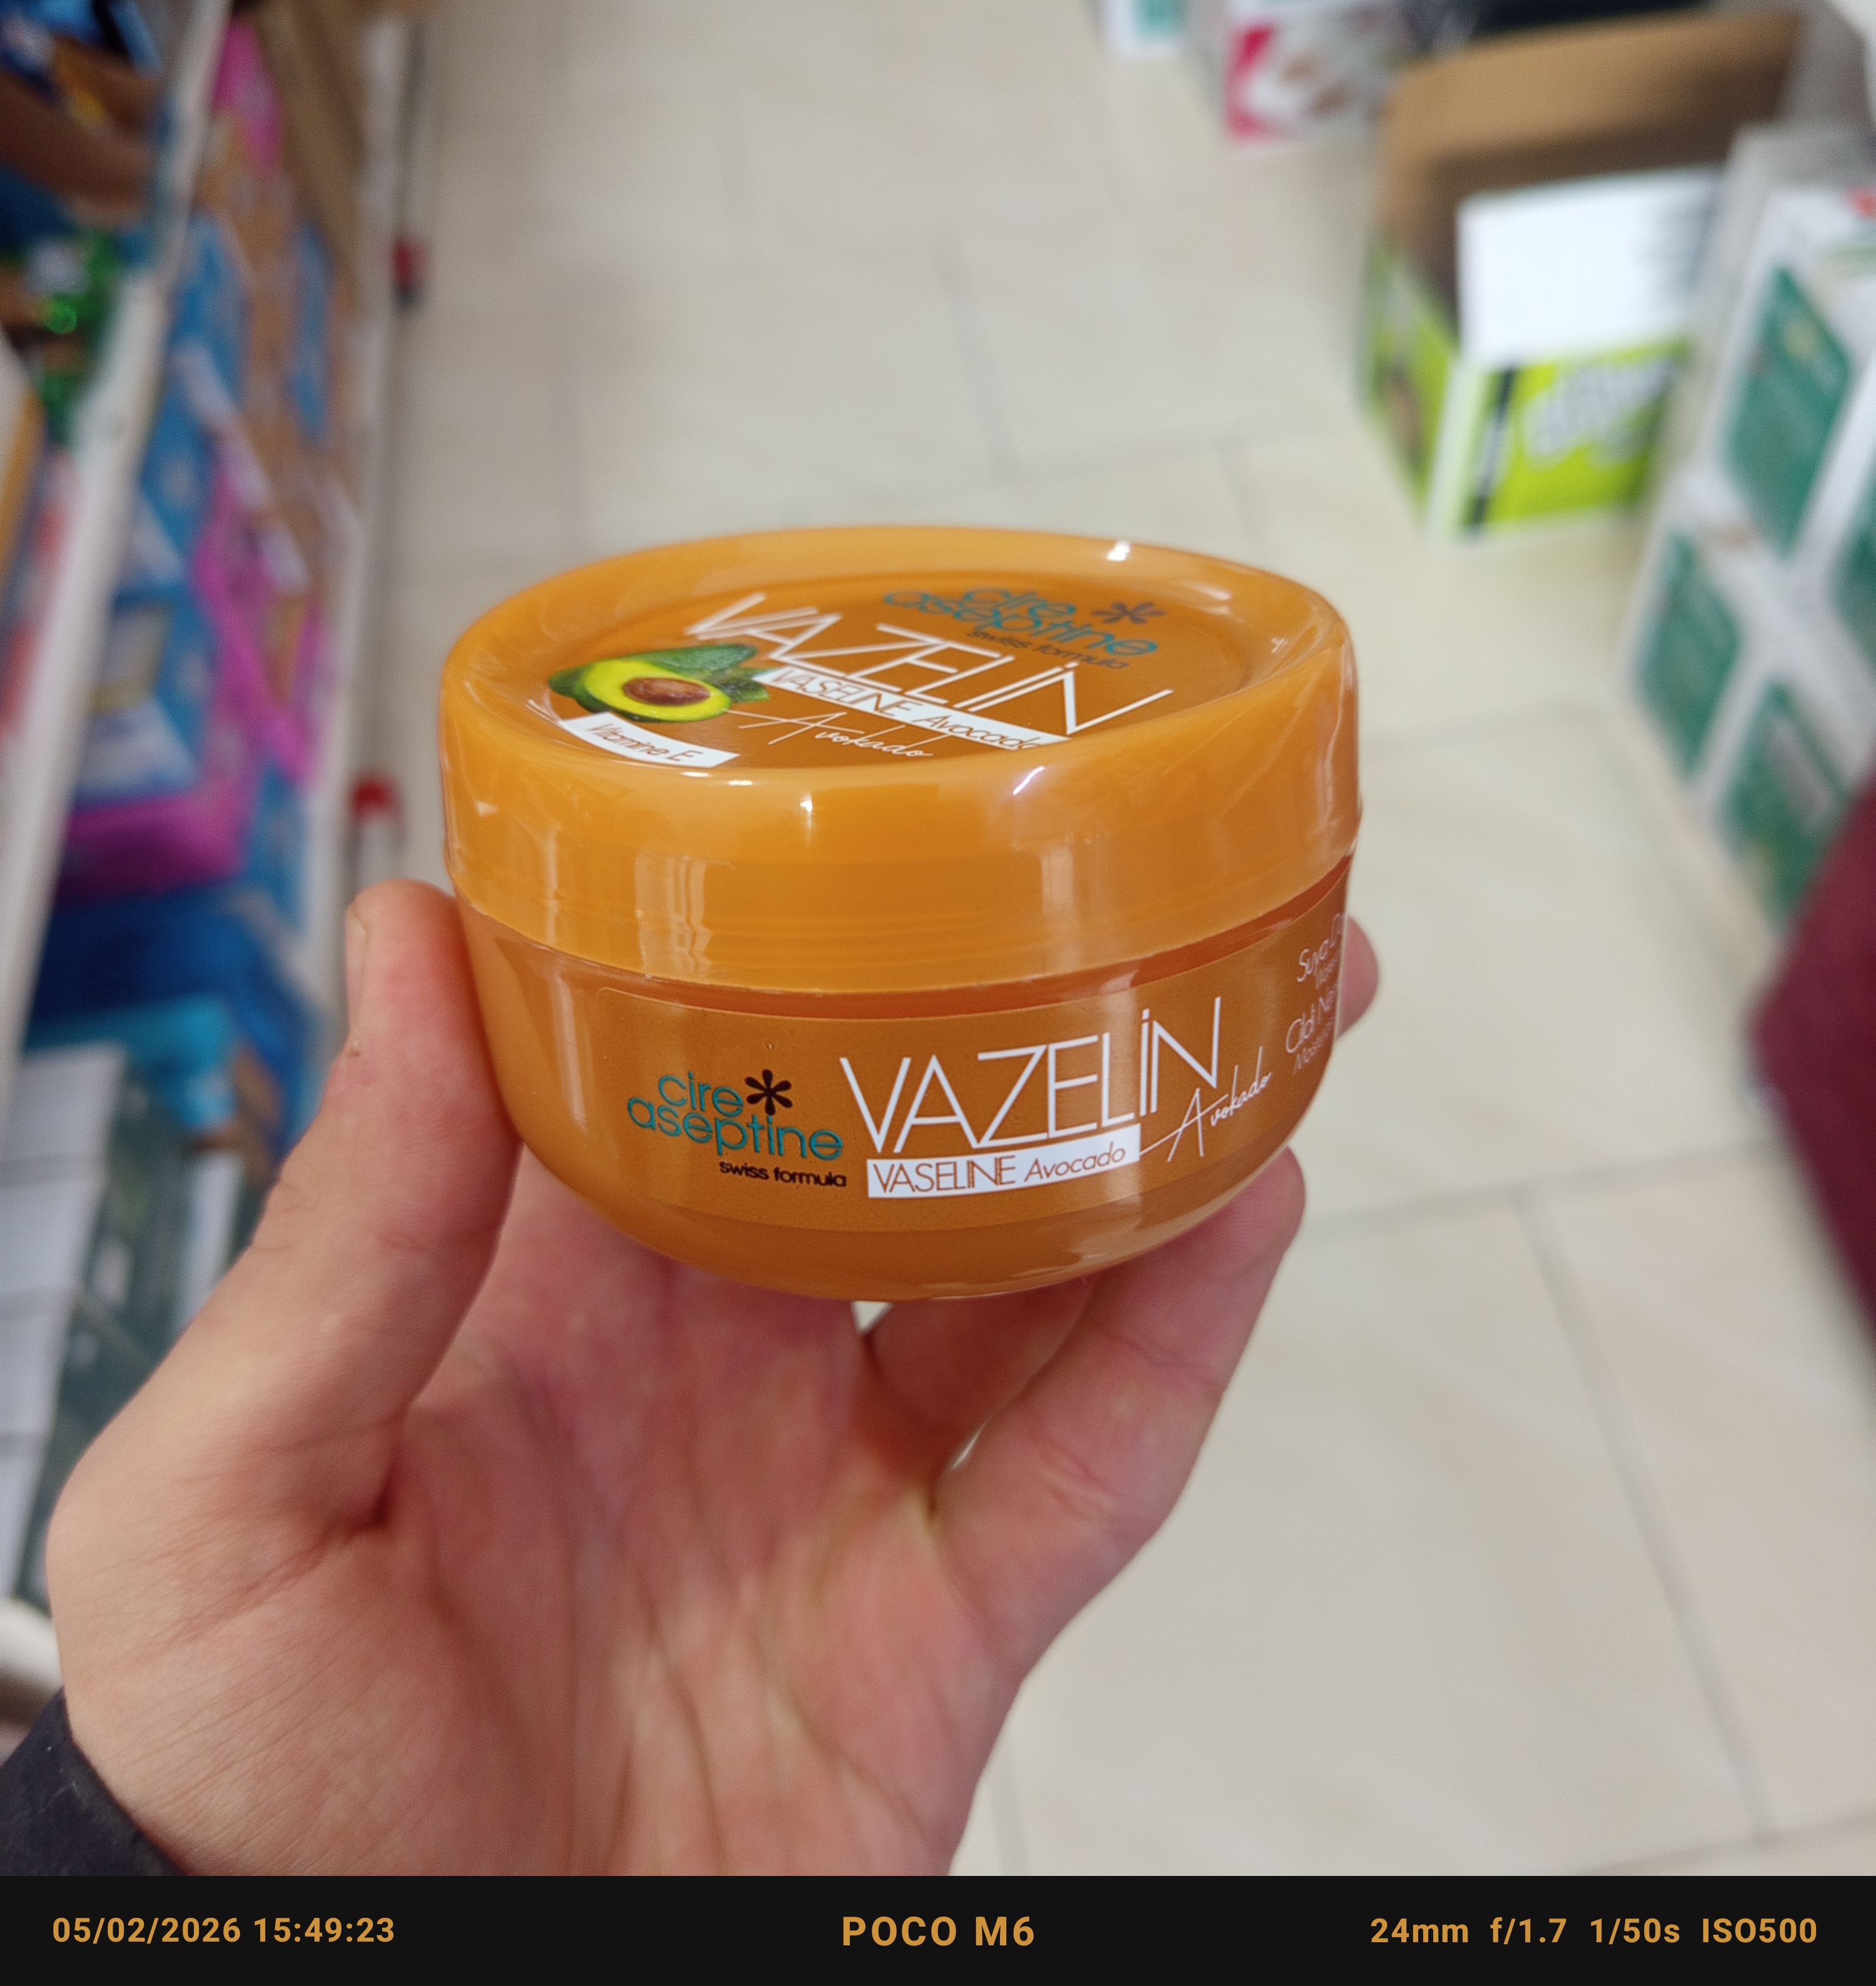 cire
aseptine
swiss formula
VAZELİN
VASELINE Avocado
Avokado
Vitamine E
cire
aseptine
swiss formula
VAZELİN
VASELINE Avocado
Avokado
05/02/2026 15:49:23
POCO M6
24mm f/1.7 1/50s ISO500